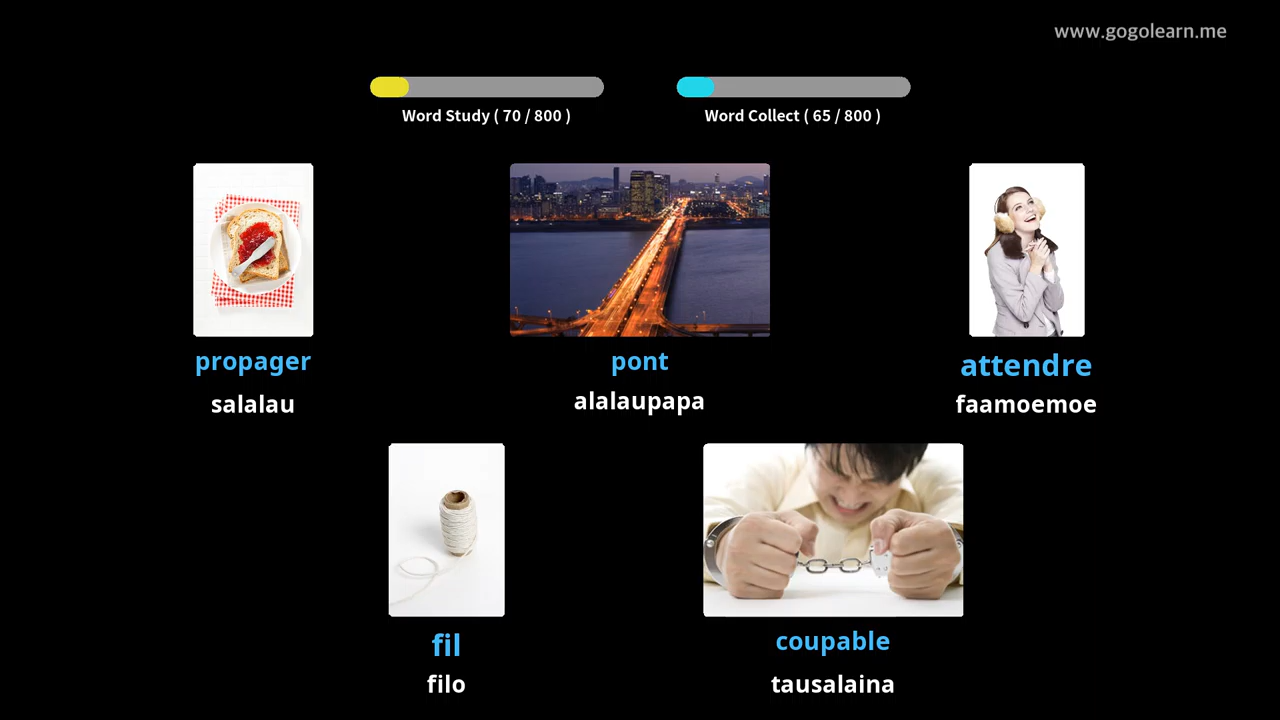 www.gogolearn.me
Word Study ( 70 / 800 )
Word Collect ( 65 / 800 )
propager
pont
attendre
salalau
alalaupapa
faamoemoe
fil
coupable
filo
tausalaina